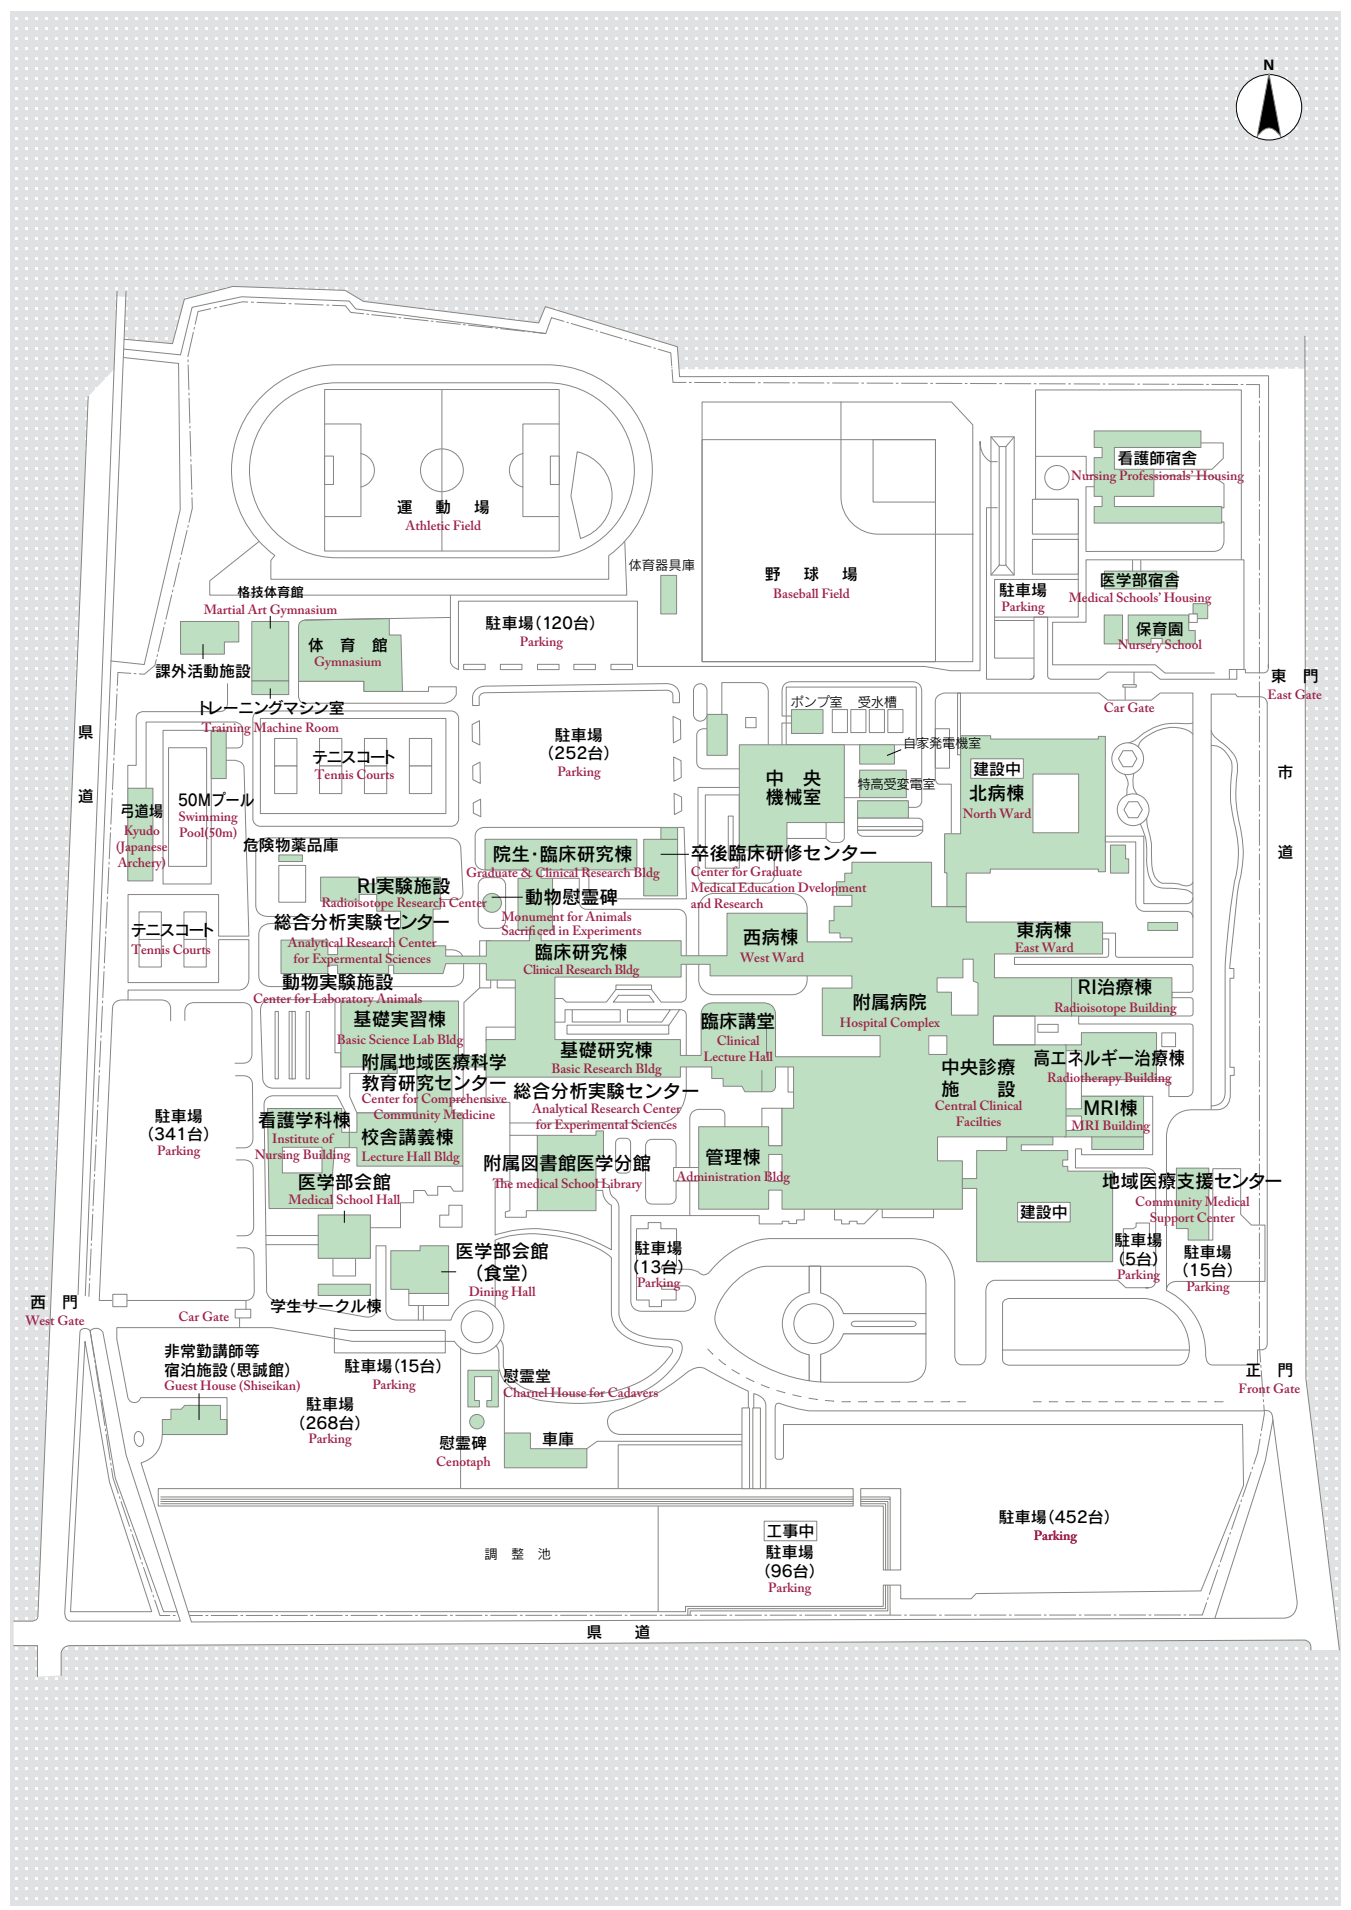 N
運動場
Athletic Field
体育器具庫
野球場
Baseball Field
看護師宿舎
Nursing Professionals' Housing
医学部宿舎
Medical Schools' Housing
駐車場
Parking
保育園
Nursery School
格技体育館
Martial Art Gymnasium
体育館
Gymnasium
駐車場(120台)
Parking
課外活動施設
トレーニングマシン室
Training Machine Room
東門
East Gate
Car Gate
県道
市道
テニスコート
Tennis Courts
駐車場
(252台)
Parking
ポンプ室
受水槽
自家発電機室
特高受変電室
中央
機械室
建設中
北病棟
North Ward
弓道場
Kyudo
(Japanese
Archery)
50Mプール
Swimming
Pool(50m)
危険物薬品庫
院生・臨床研究棟
Graduate & Clinical Research Bldg
卒後臨床研修センター
Center for Graduate
Medical Education Dvelopment
and Research
RI実験施設
Radioisotope Research Center
動物慰霊碑
Monument for Animals
Sacrificed in Experiments
総合分析実験センター
Analytical Research Center
for Expermental Sciences
テニスコート
Tennis Courts
臨床研究棟
Clinical Research Bldg
西病棟
West Ward
東病棟
East Ward
動物実験施設
Center for Laboratory Animals
RI治療棟
Radioisotope Building
附属病院
Hospital Complex
基礎実習棟
Basic Science Lab Bldg
臨床講堂
Clinical
Lecture Hall
基礎研究棟
Basic Research Bldg
高エネルギー治療棟
Radiotherapy Building
附属地域医療科学
教育研究センター
Center for Comprehensive
Community Medicine
中央診療
施設
Central Clinical
Facilties
総合分析実験センター
Analytical Research Center
for Experimental Sciences
MRI棟
MRI Building
駐車場
(341台)
Parking
看護学科棟
Institute of
Nursing Building
校舎講義棟
Lecture Hall Bldg
附属図書館医学分館
The medical School Library
管理棟
Administration Bldg
医学部会館
Medical School Hall
地域医療支援センター
Community Medical
Support Center
建設中
駐車場
(13台)
Parking
駐車場
(5台)
Parking
駐車場
(15台)
Parking
医学部会館
(食堂)
Dining Hall
学生サークル棟
西門
West Gate
Car Gate
非常勤講師等
宿泊施設(思誠館)
Guest House (Shiseikan)
駐車場(15台)
Parking
駐車場
(268台)
Parking
慰霊堂
Charnel House for Cadavers
慰霊碑
Cenotaph
車庫
正門
Front Gate
駐車場(452台)
Parking
工事中
駐車場
(96台)
Parking
調整池
県道